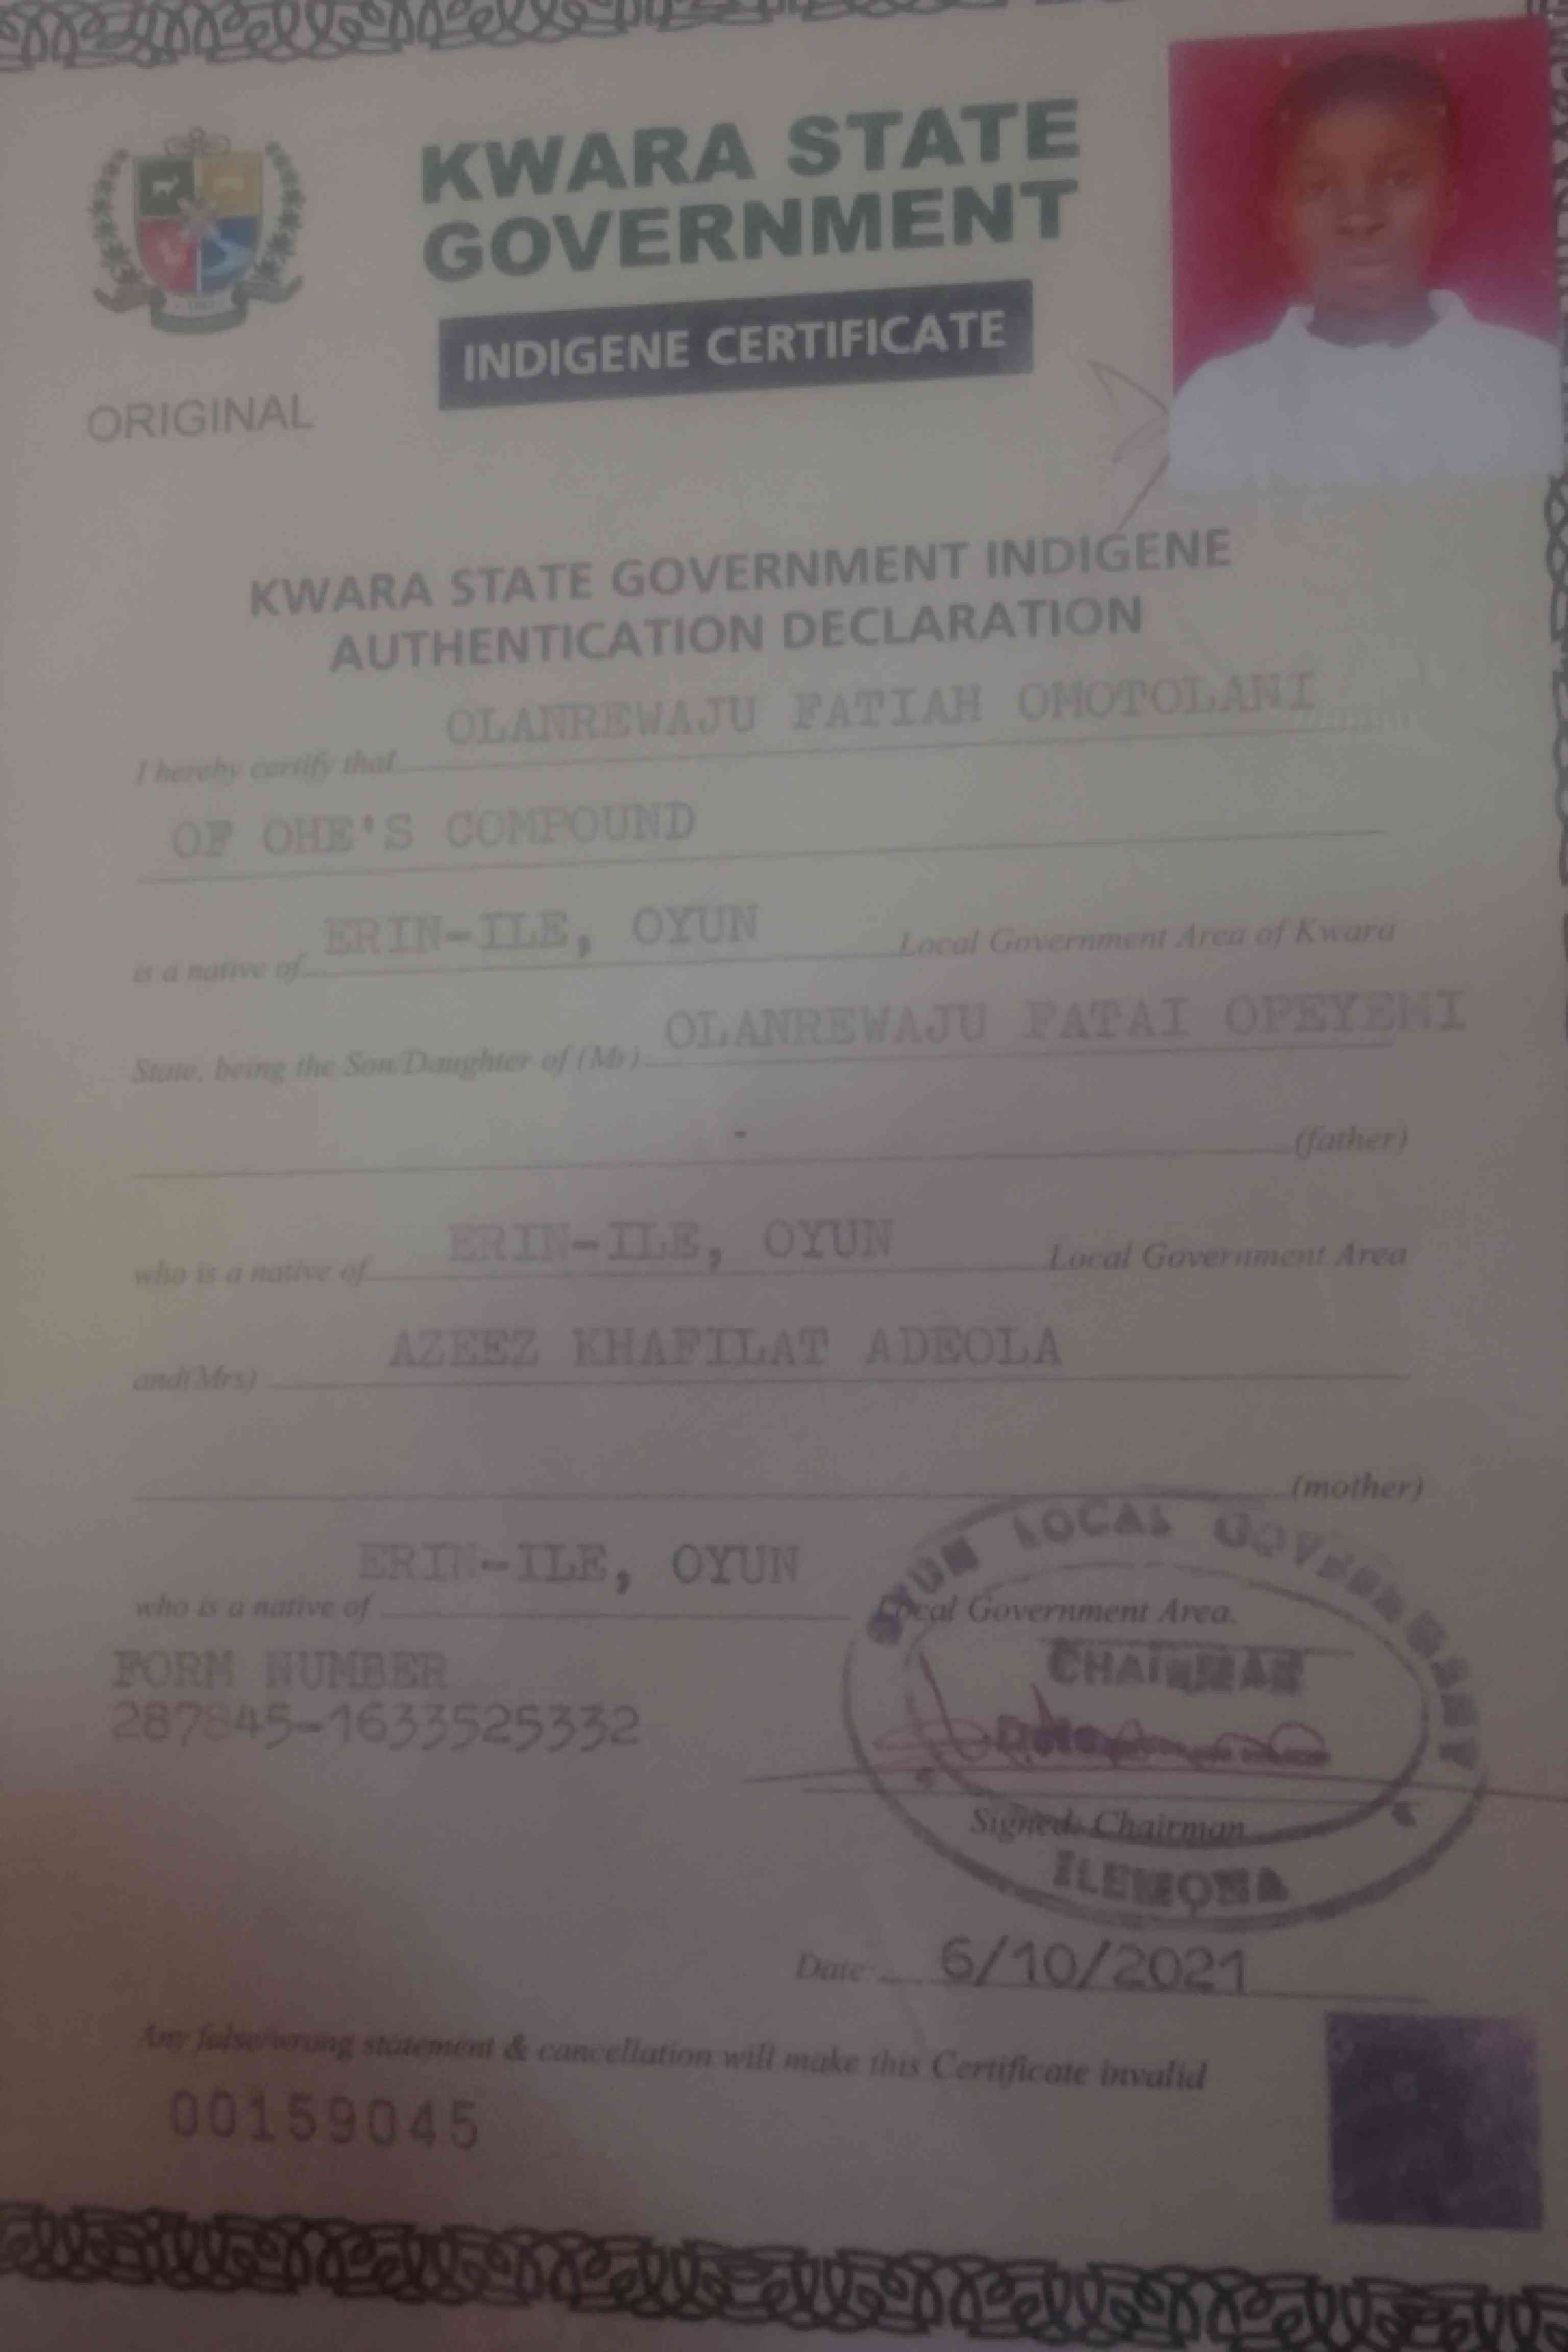 KWARA STATE
GOVERNMENT
INDIGENE CERTIFICATE
ORIGINAL
KWARA STATE GOVERNMENT INDIGENE
AUTHENTICATION DECLARATION
I hereby certify that OLANREWAJU FATIAH OMOTOLANI
OF OHE'S COMPOUND
is a native of ERIN-ILE, OYUN Local Government Area of Kwara
State, being the Son/Daughter of (Mr) OLANREWAJU FATAI OPEYEMI
- (father)
who is a native of ERIN-ILE, OYUN Local Government Area
and(Mrs) AZEEZ KHAFILAT ADEOLA
(mother)
who is a native of ERIN-ILE, OYUN Local Government Area.
OYUN LOCAL GOVERNMENT
CHAIRMAN
FORM NUMBER
287845-1633525332
Signed: Chairman
ILEMONA
Date 6/10/2021
Any false/wrong statement & cancellation will make this Certificate invalid
00159045